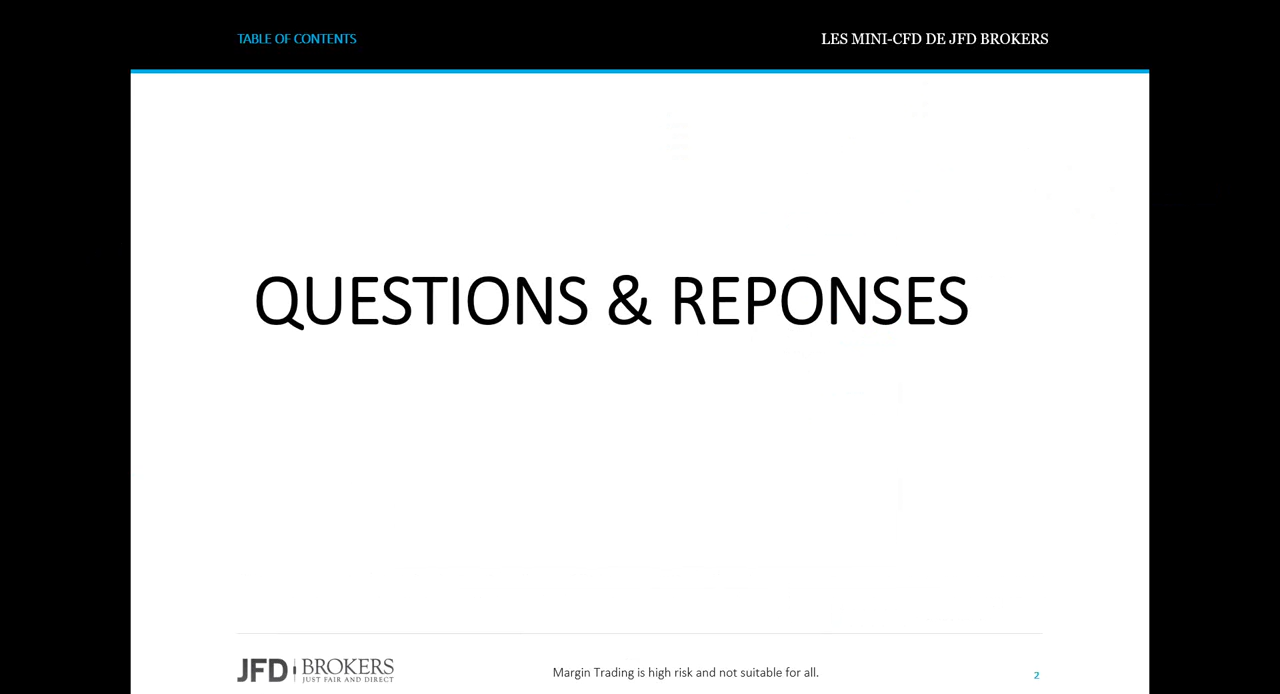 TABLE OF CONTENTS
LES MINI-CFD DE JFD BROKERS
QUESTIONS & REPONSES
JFD BROKERS
JUST FAIR AND DIRECT
Margin Trading is high risk and not suitable for all.
2